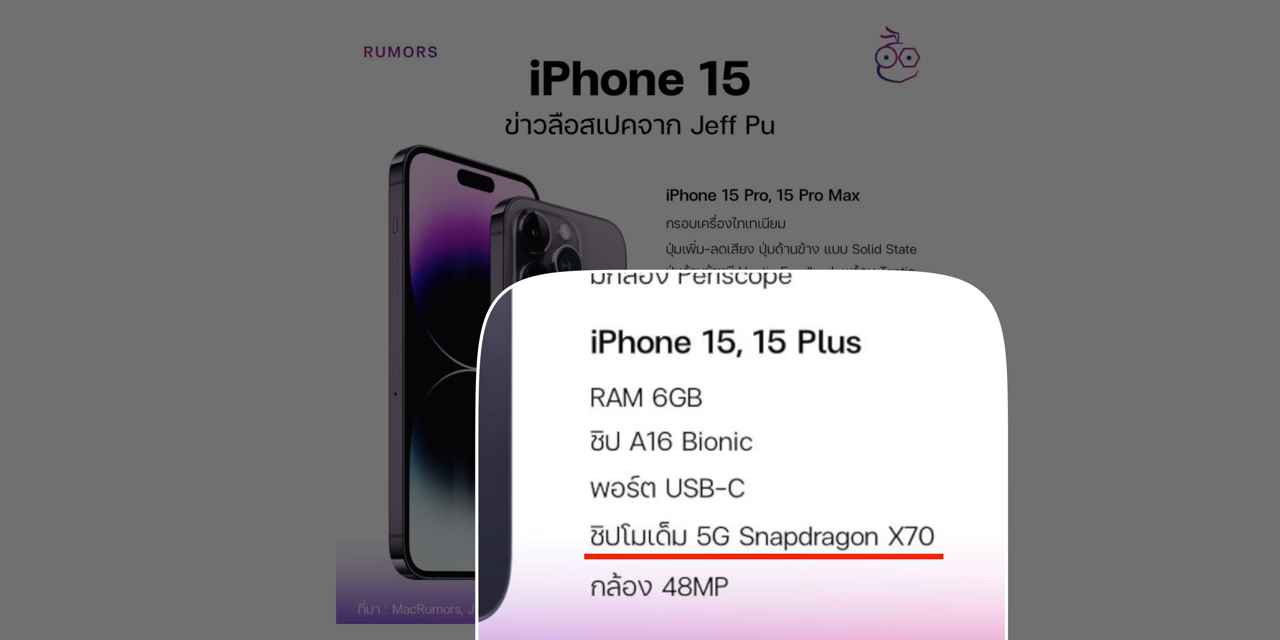 RUMORS
iPhone 15
ข่าวลือสเปคจาก Jeff Pu
iPhone 15 Pro, 15 Pro Max
กรอบเครื่องไทเทเนียม
ปุ่มเพิ่ม-ลดเสียง ปุ่มด้านข้าง แบบ Solid State
มีกล้อง Periscope
iPhone 15, 15 Plus
RAM 6GB
ชิป A16 Bionic
พอร์ต USB-C
ชิปโมเด็ม 5G Snapdragon X70
กล้อง 48MP
ที่มา : MacRumors,